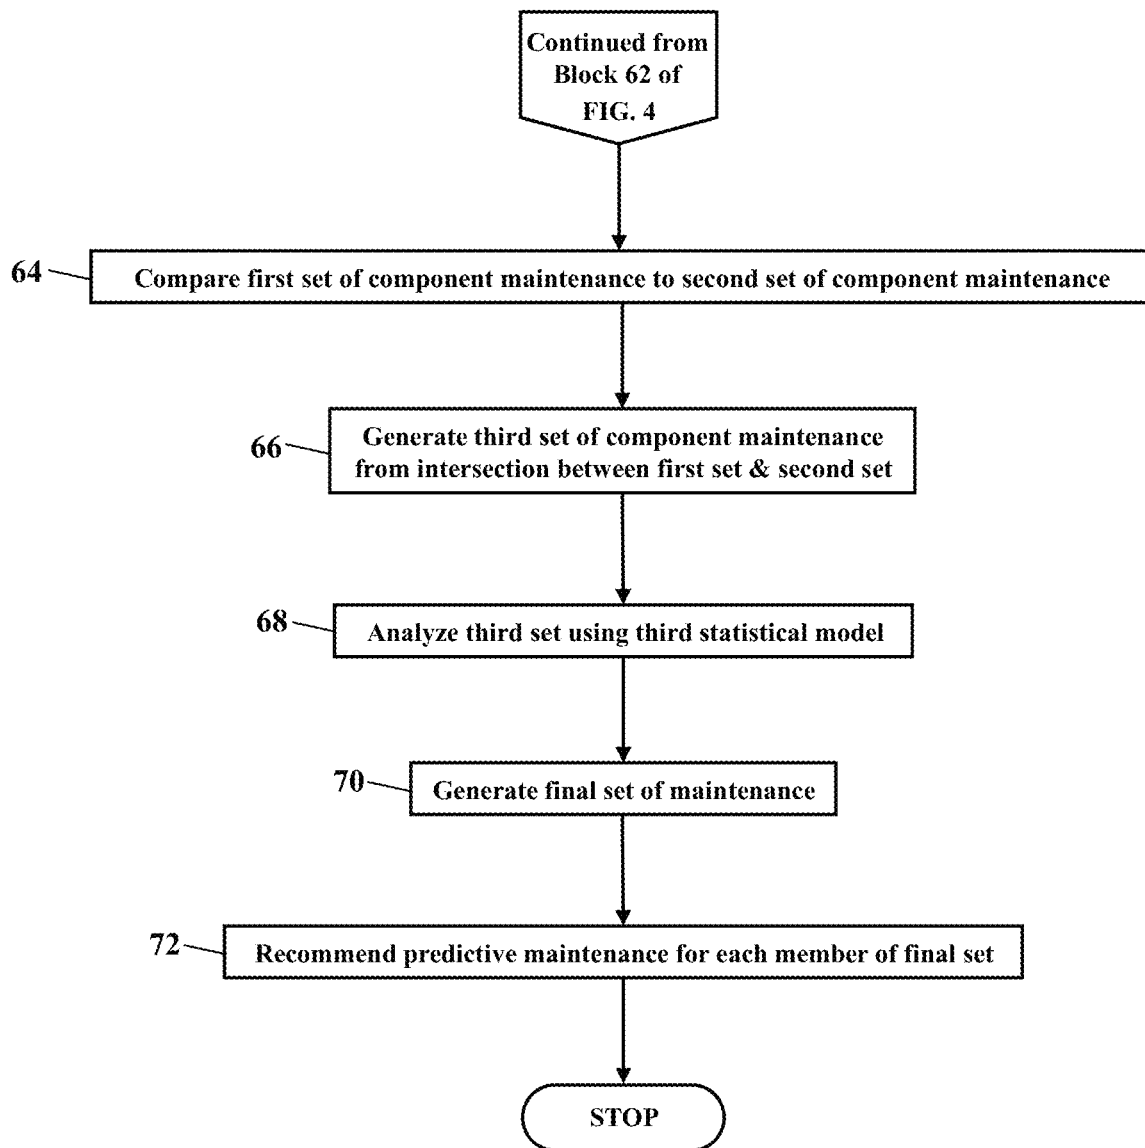 Continued from
Block 62 of
FIG. 4
64
Compare first set of component maintenance to second set of component maintenance
66
Generate third set of component maintenance
from intersection between first set & second set
68
Analyze third set using third statistical model
70
Generate final set of maintenance
72
Recommend predictive maintenance for each member of final set
STOP